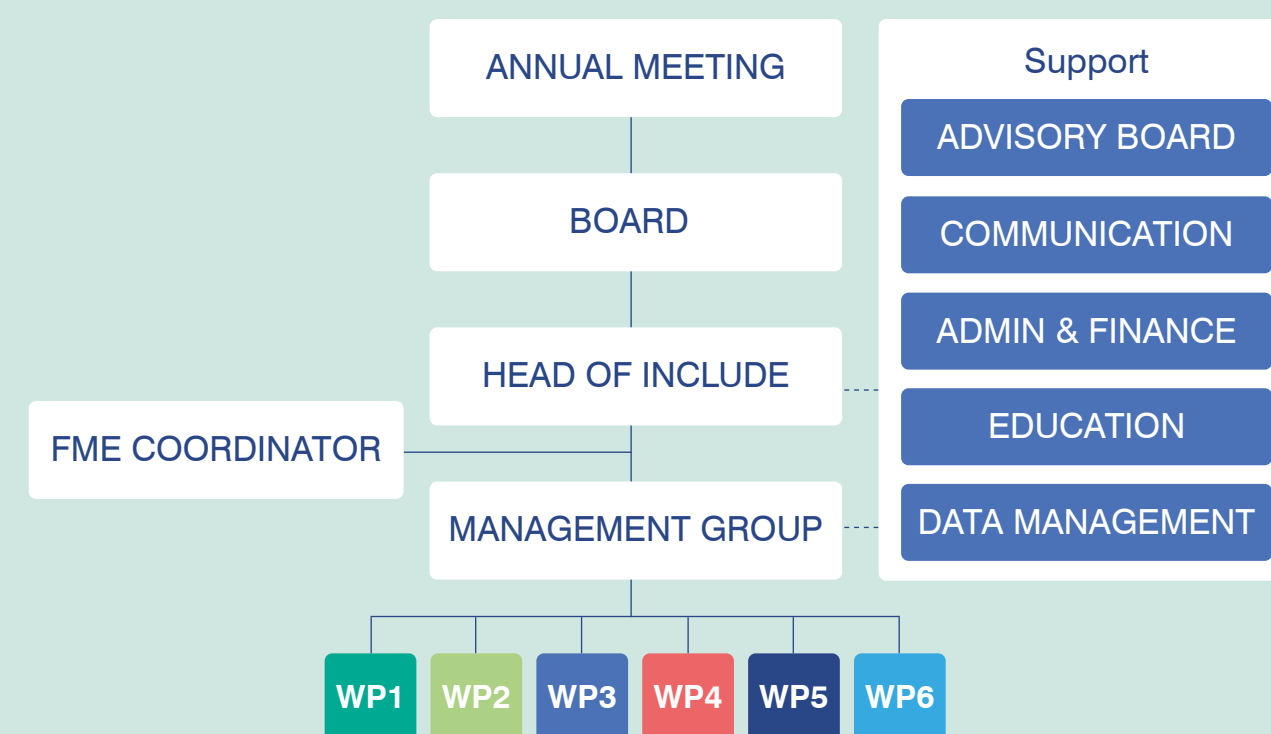 ANNUAL MEETING
BOARD
HEAD OF INCLUDE
FME COORDINATOR
MANAGEMENT GROUP
WP1
WP2
WP3
WP4
WP5
WP6
Support
ADVISORY BOARD
COMMUNICATION
ADMIN & FINANCE
EDUCATION
DATA MANAGEMENT